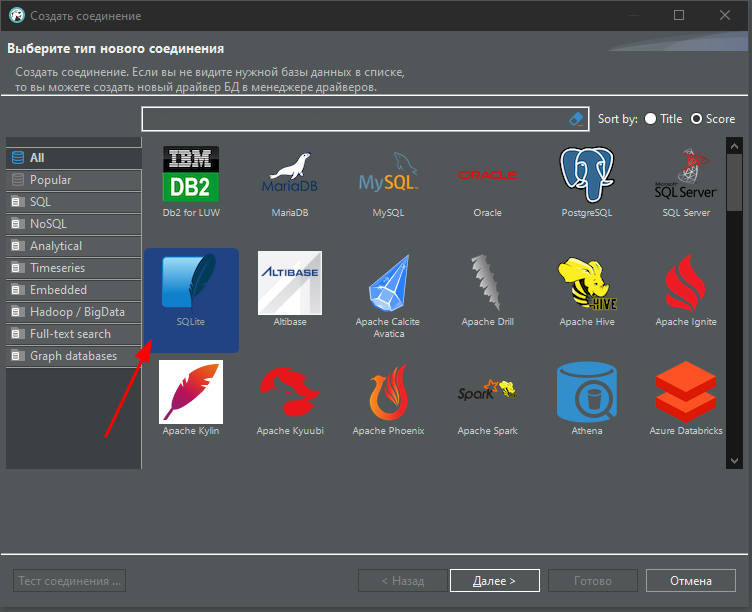 Создать соединение
Выберите тип нового соединения
Создать соединение. Если вы не видите нужной базы данных в списке,
то вы можете создать новый драйвер БД в менеджере драйверов.
Sort by: Title Score
All
Popular
SQL
NoSQL
Analytical
Timeseries
Embedded
Hadoop / BigData
Full-text search
Graph databases
IBM
DB2
MariaDB
MySQL
ORACLE
PostgreSQL
Microsoft
SQL Server
Db2 for LUW
MariaDB
MySQL
Oracle
PostgreSQL
SQL Server
ALTIBASE
HIVE
SQLite
Altibase
Apache Calcite
Avatica
Apache Drill
Apache Hive
Apache Ignite
Spark
Apache Kylin
Apache Kyuubi
Apache Phoenix
Apache Spark
Athena
Azure Databricks
Тест соединения ...
< Назад
Далее >
Готово
Отмена